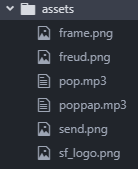 assets
frame.png
freud.png
pop.mp3
poppap.mp3
send.png
sf_logo.png